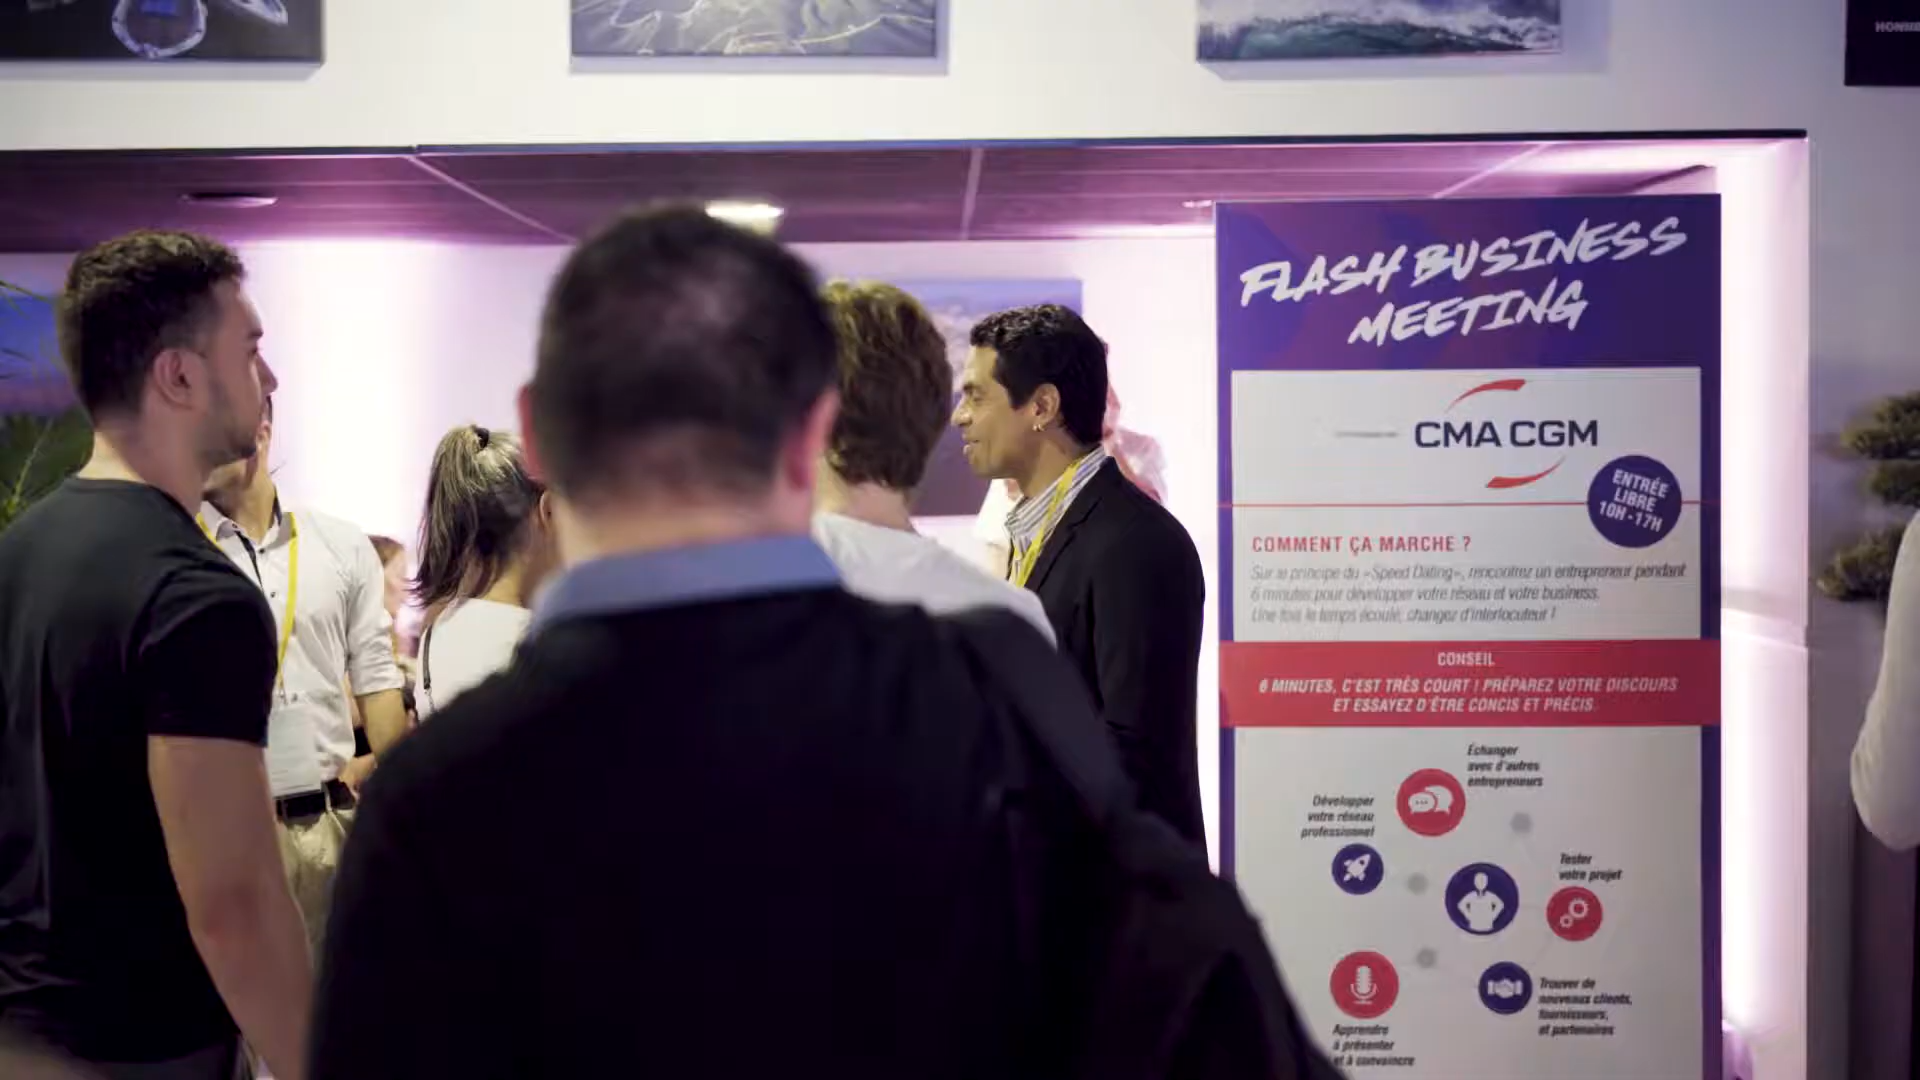 FLASH BUSINESS
MEETING
CMA CGM
ENTRÉE
LIBRE
10H - 17H
COMMENT ÇA MARCHE ?
Sur le principe du «Speed Dating», rencontrez un entrepreneur pendant
6 minutes pour développer votre réseau et votre business.
Une fois le temps écoulé, changez d'interlocuteur !
CONSEIL
6 MINUTES, C'EST TRÈS COURT ! PRÉPAREZ VOTRE DISCOURS
ET ESSAYEZ D'ÊTRE CONCIS ET PRÉCIS
Échanger
avec d'autres
entrepreneurs
Développer
votre réseau
professionnel
Tester
votre projet
Trouver de
nouveaux clients,
fournisseurs,
et partenaires
Apprendre
à présenter
et à convaincre